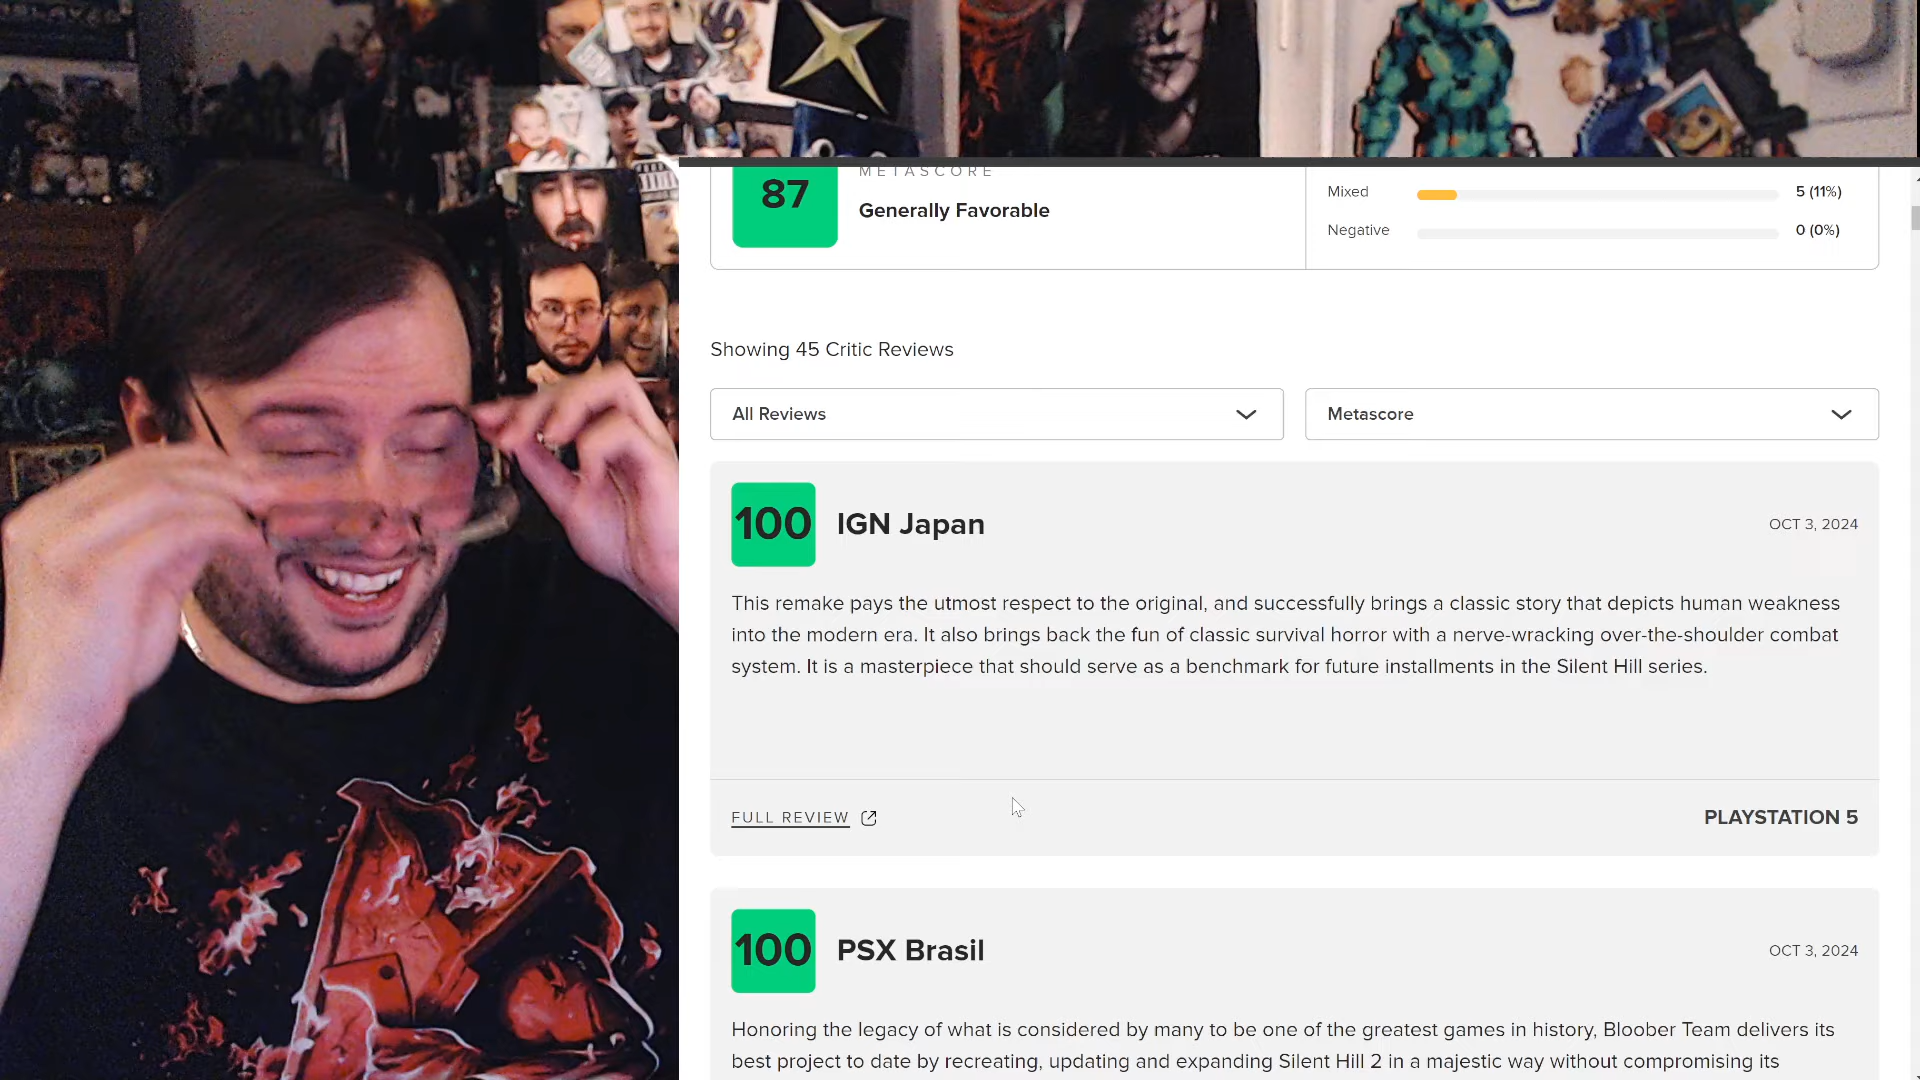 METASCORE
87
Generally Favorable
Mixed
5 (11%)
Negative
0 (0%)
Showing 45 Critic Reviews
All Reviews
Metascore
100
IGN Japan
OCT 3, 2024
This remake pays the utmost respect to the original, and successfully brings a classic story that depicts human weakness
into the modern era. It also brings back the fun of classic survival horror with a nerve-wracking over-the-shoulder combat
system. It is a masterpiece that should serve as a benchmark for future installments in the Silent Hill series.
FULL REVIEW
PLAYSTATION 5
100
PSX Brasil
OCT 3, 2024
Honoring the legacy of what is considered by many to be one of the greatest games in history, Bloober Team delivers its
best project to date by recreating, updating and expanding Silent Hill 2 in a majestic way without compromising its